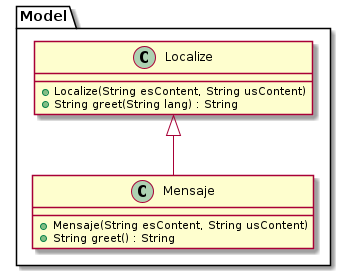 Model
C Localize
Localize(String esContent, String usContent)
String greet(String lang) : String
C Mensaje
Mensaje(String esContent, String usContent)
String greet() : String